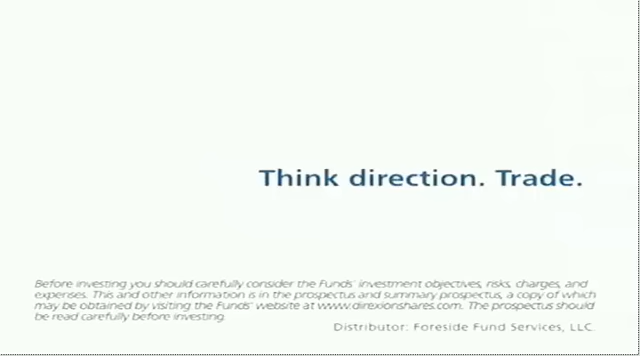 Think direction. Trade.
Before investing you should carefully consider the Funds' investment objectives, risks, charges, and
expenses. This and other information is in the prospectus and summary prospectus, a copy of which
may be obtained by visiting the Funds' website at www.direxionshares.com. The prospectus should
be read carefully before investing.
Distributor: Foreside Fund Services, LLC.